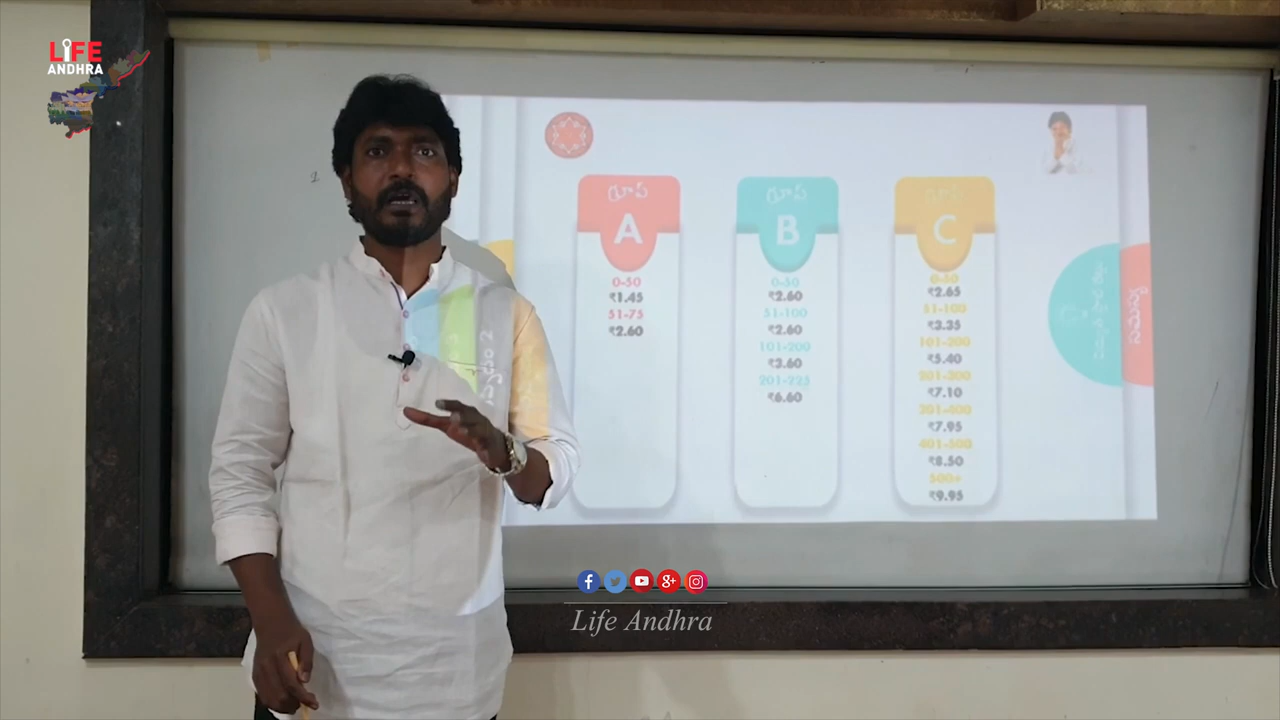 LIFE
ANDHRA
గ్రూప్
A
0-50
₹1.45
51-75
₹2.60
గ్రూప్
B
0-50
₹2.60
51-100
₹2.60
101-200
₹3.60
201-225
₹6.60
గ్రూప్
C
0-50
₹2.65
51-100
₹3.35
101-200
₹5.40
201-300
₹7.10
301-400
₹7.95
401-500
₹8.50
500+
₹9.95
Life Andhra